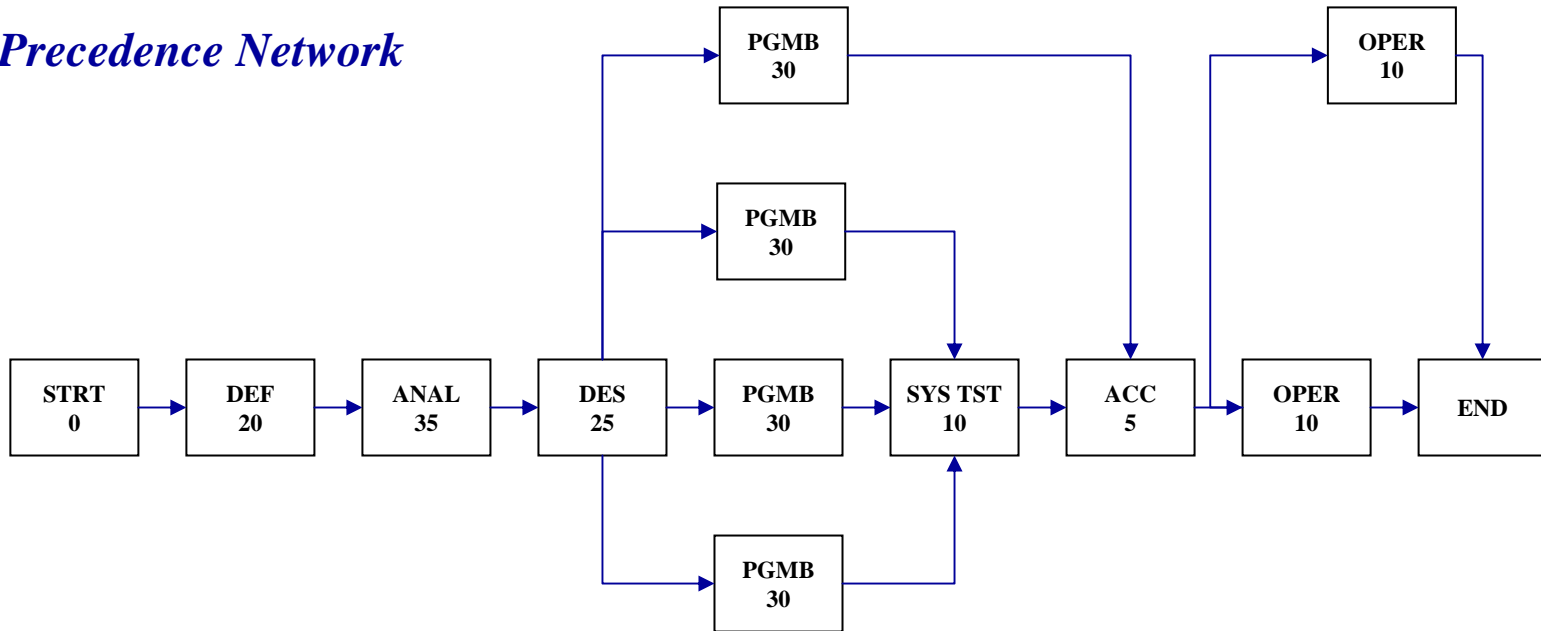 Precedence Network
PGMB
30
OPER
10
PGMB
30
STRT
0
DEF
20
ANAL
35
DES
25
PGMB
30
SYS TST
10
ACC
5
OPER
10
END
PGMB
30